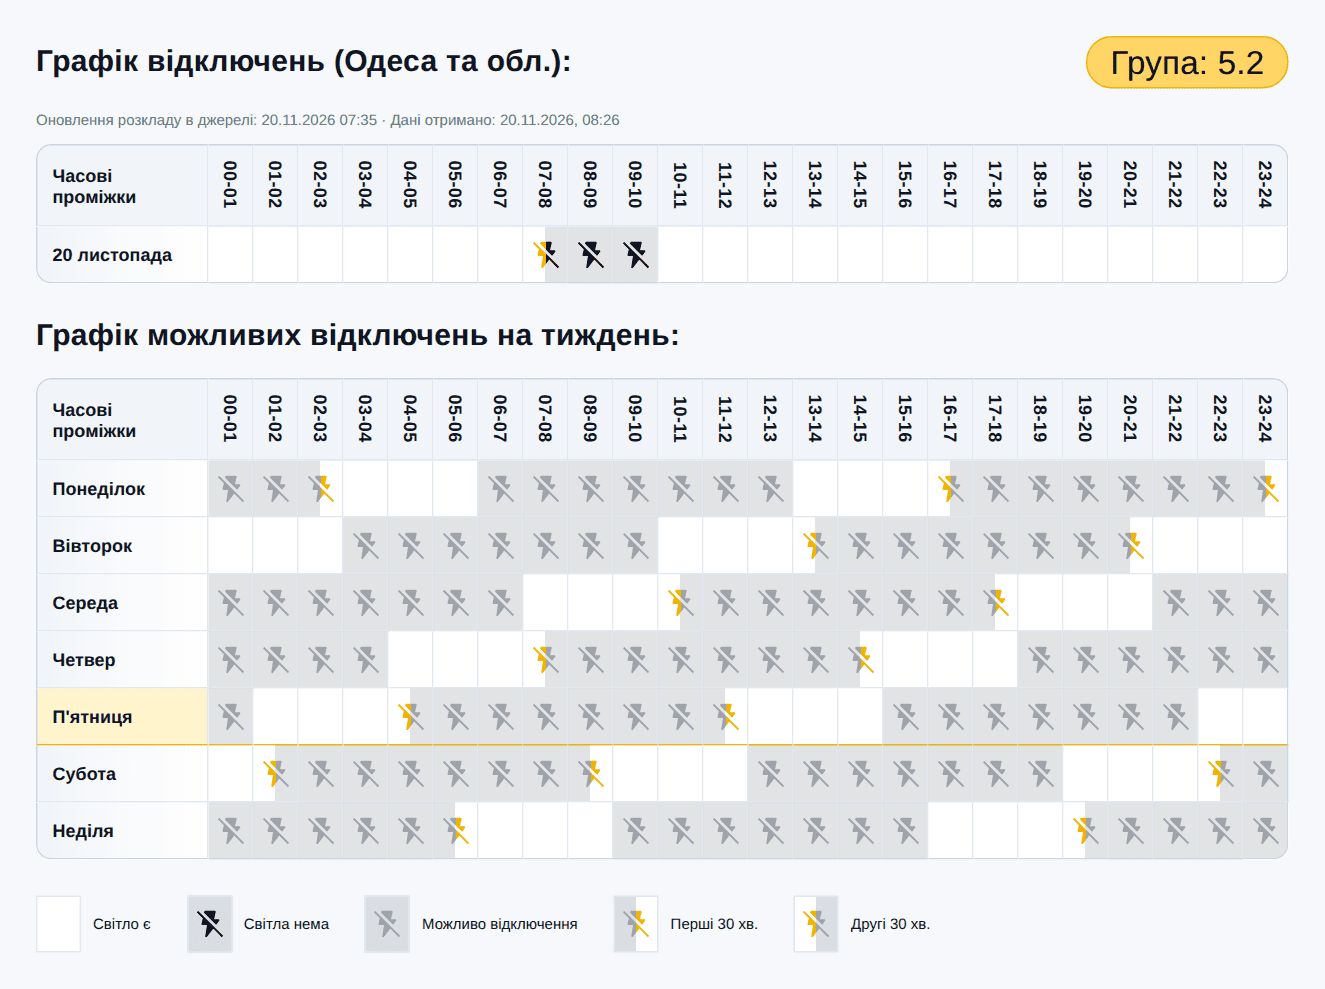 Графік відключень (Одеса та обл.):
Група: 5.2
Оновлення розкладу в джерелі: 20.11.2026 07:35 · Дані отримано: 20.11.2026, 08:26
Часові
проміжки
00-01 01-02 02-03 03-04 04-05 05-06 06-07 07-08 08-09 09-10 10-11 11-12 12-13 13-14 14-15 15-16 16-17 17-18 18-19 19-20 20-21 21-22 22-23 23-24
20 листопада
Графік можливих відключень на тиждень:
Часові
проміжки
00-01 01-02 02-03 03-04 04-05 05-06 06-07 07-08 08-09 09-10 10-11 11-12 12-13 13-14 14-15 15-16 16-17 17-18 18-19 19-20 20-21 21-22 22-23 23-24
Понеділок
Вівторок
Середа
Четвер
П'ятниця
Субота
Неділя
Світло є
Світла нема
Можливо відключення
Перші 30 хв.
Другі 30 хв.